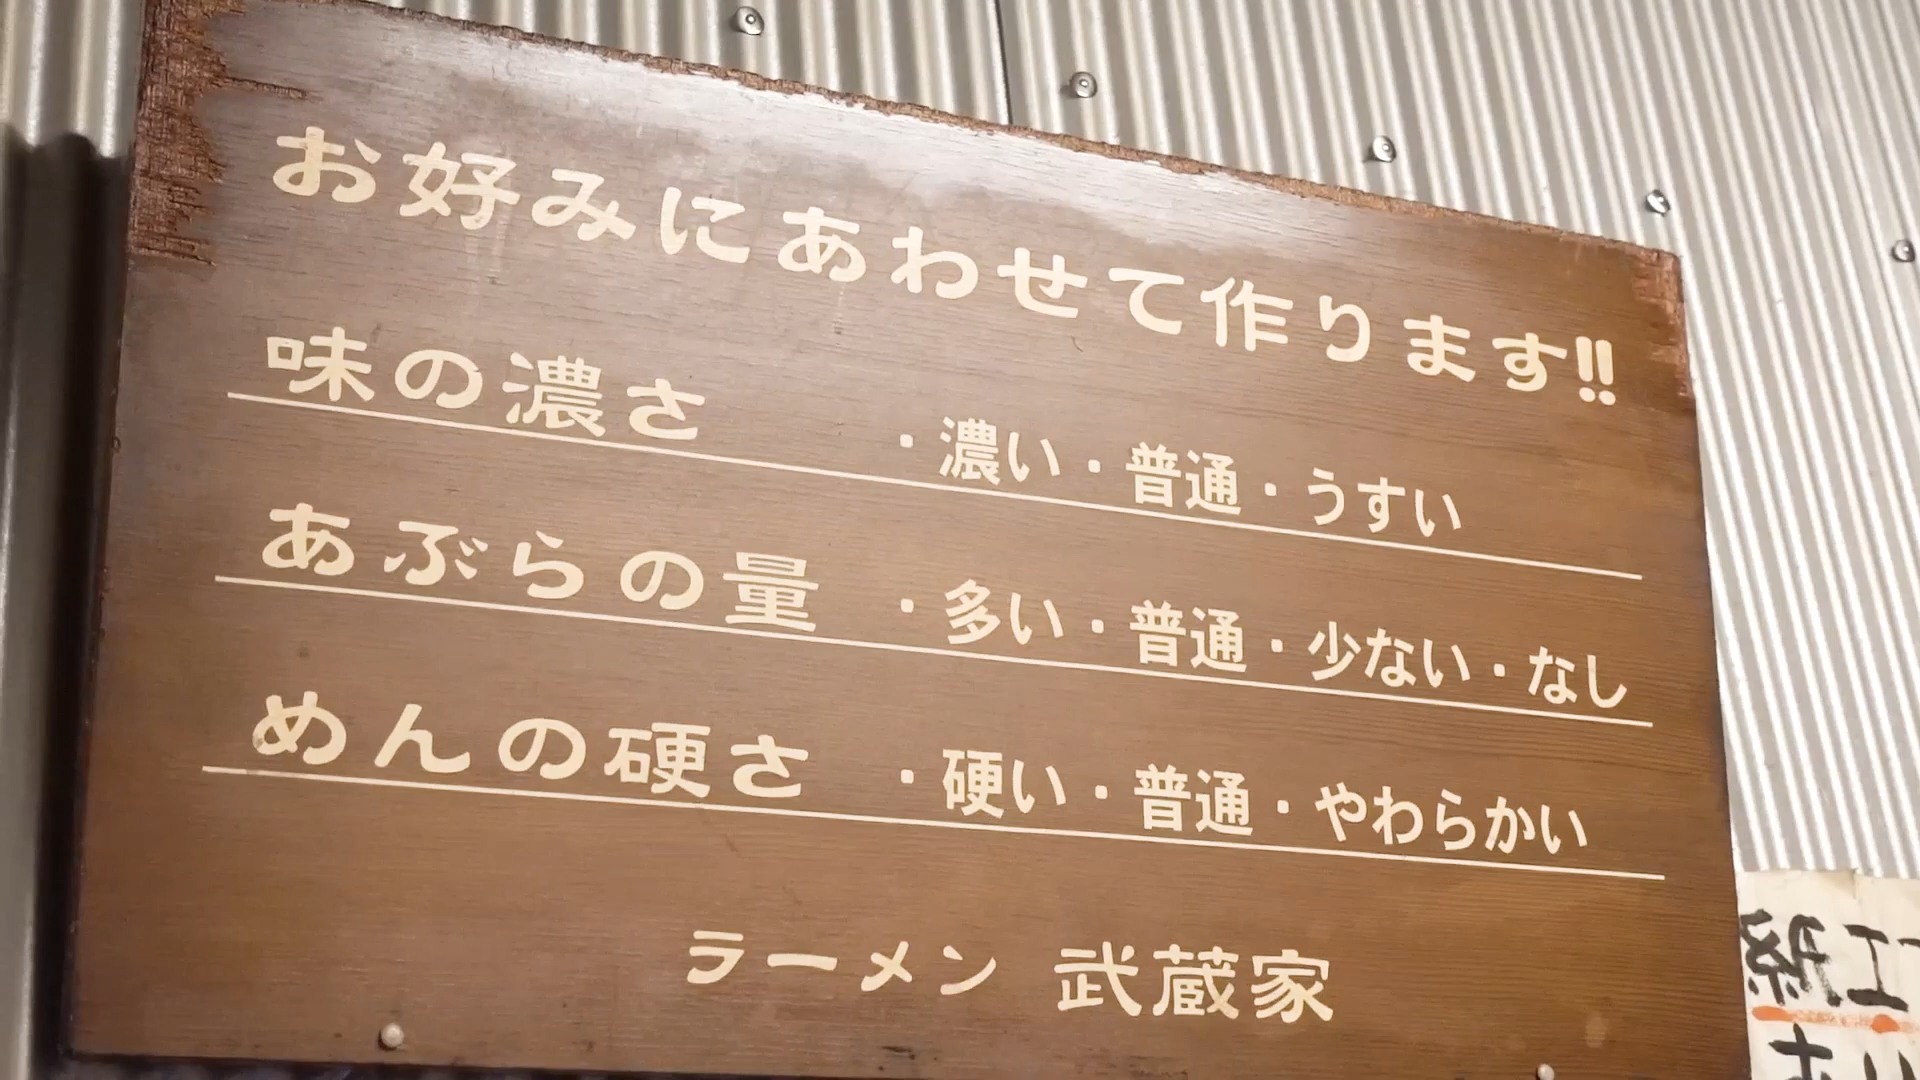 お好みにあわせて作ります!!
味の濃さ ・濃い・普通・うすい
あぶらの量 ・多い・普通・少ない・なし
めんの硬さ ・硬い・普通・やわらかい
ラーメン 武蔵家